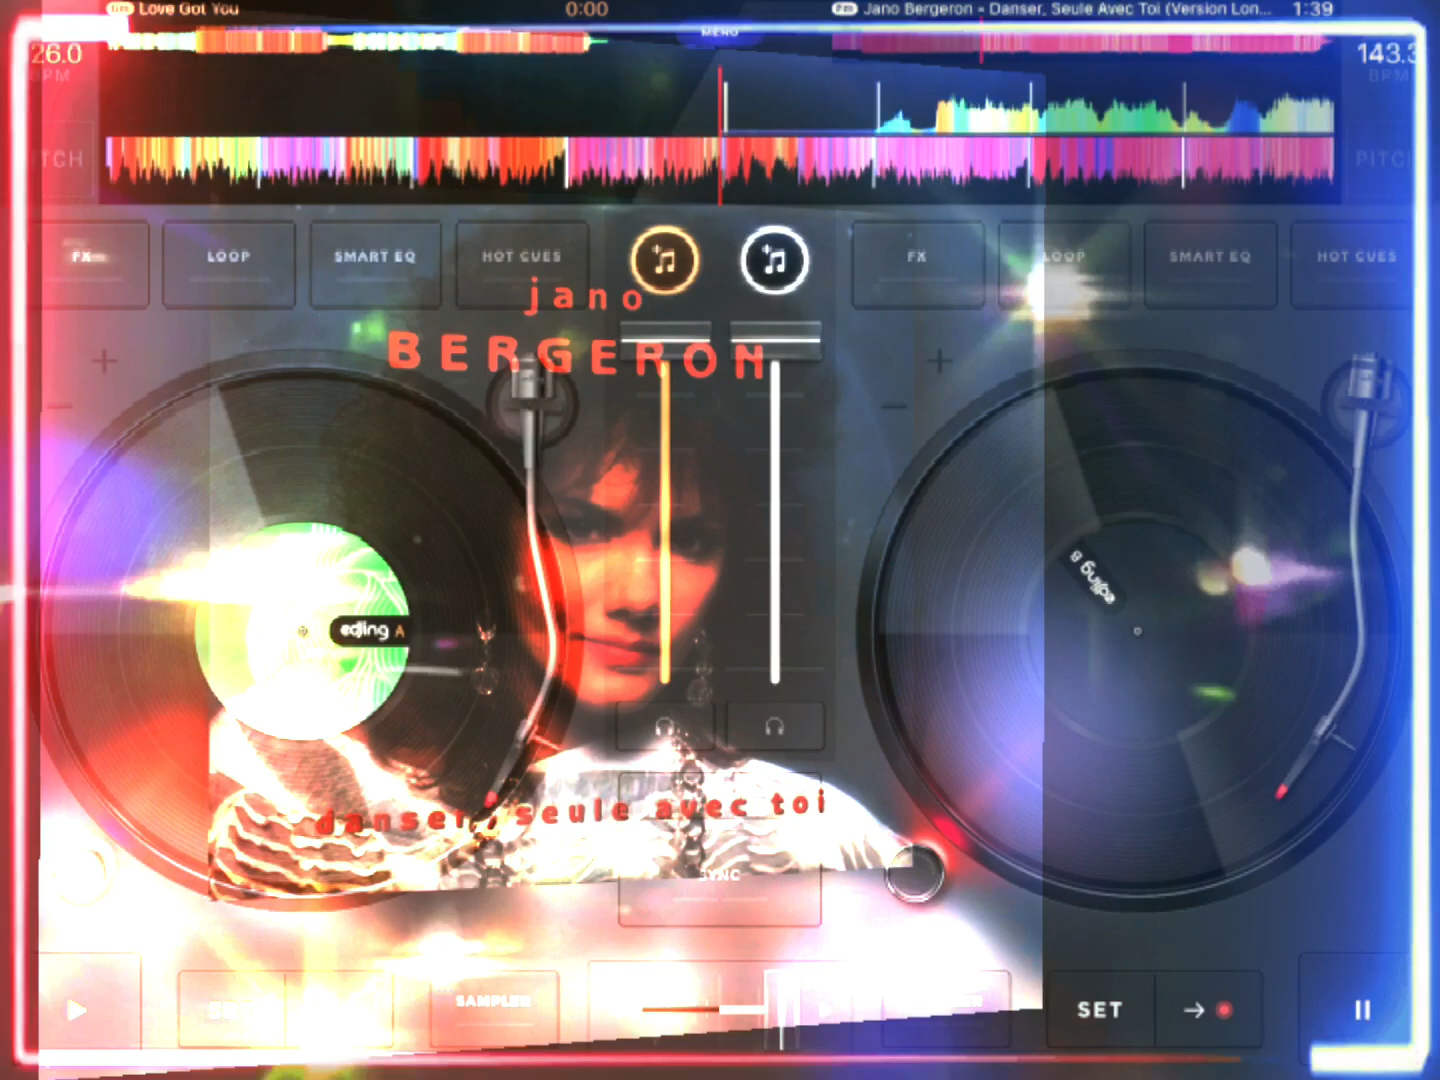 Love Got You
0:00
Jano Bergeron - Danser, Seule Avec Toi (Version Lon...
1:39
MENU
26.0
BPM
143.3
BPM
PITCH
FX
LOOP
SMART EQ
HOT CUES
FX
LOOP
SMART EQ
HOT CUES
jano
BERGERON
edjing A
edjing B
danser, seule avec toi
SYNC
SAMPLER
SET